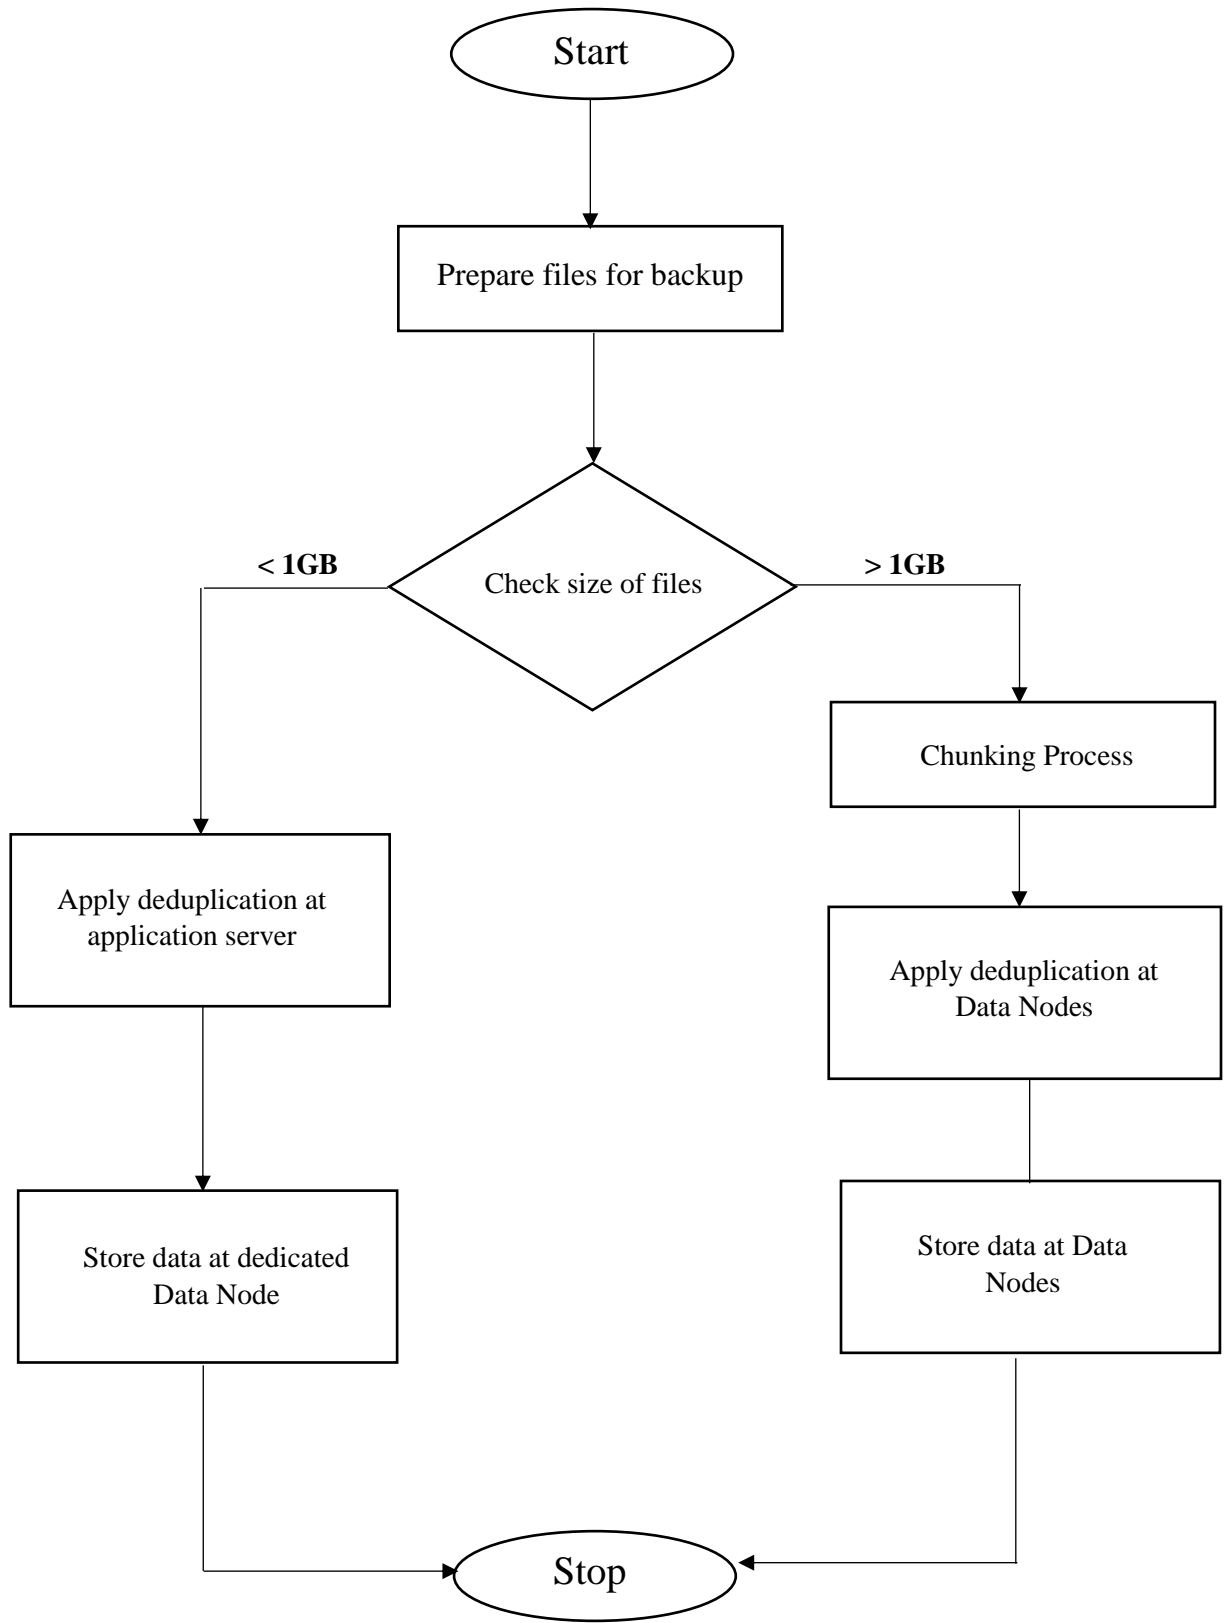 Start
Prepare files for backup
< 1GB
> 1GB
Check size of files
Chunking Process
Apply deduplication at
application server
Apply deduplication at
Data Nodes
Store data at dedicated
Data Node
Store data at Data
Nodes
Stop